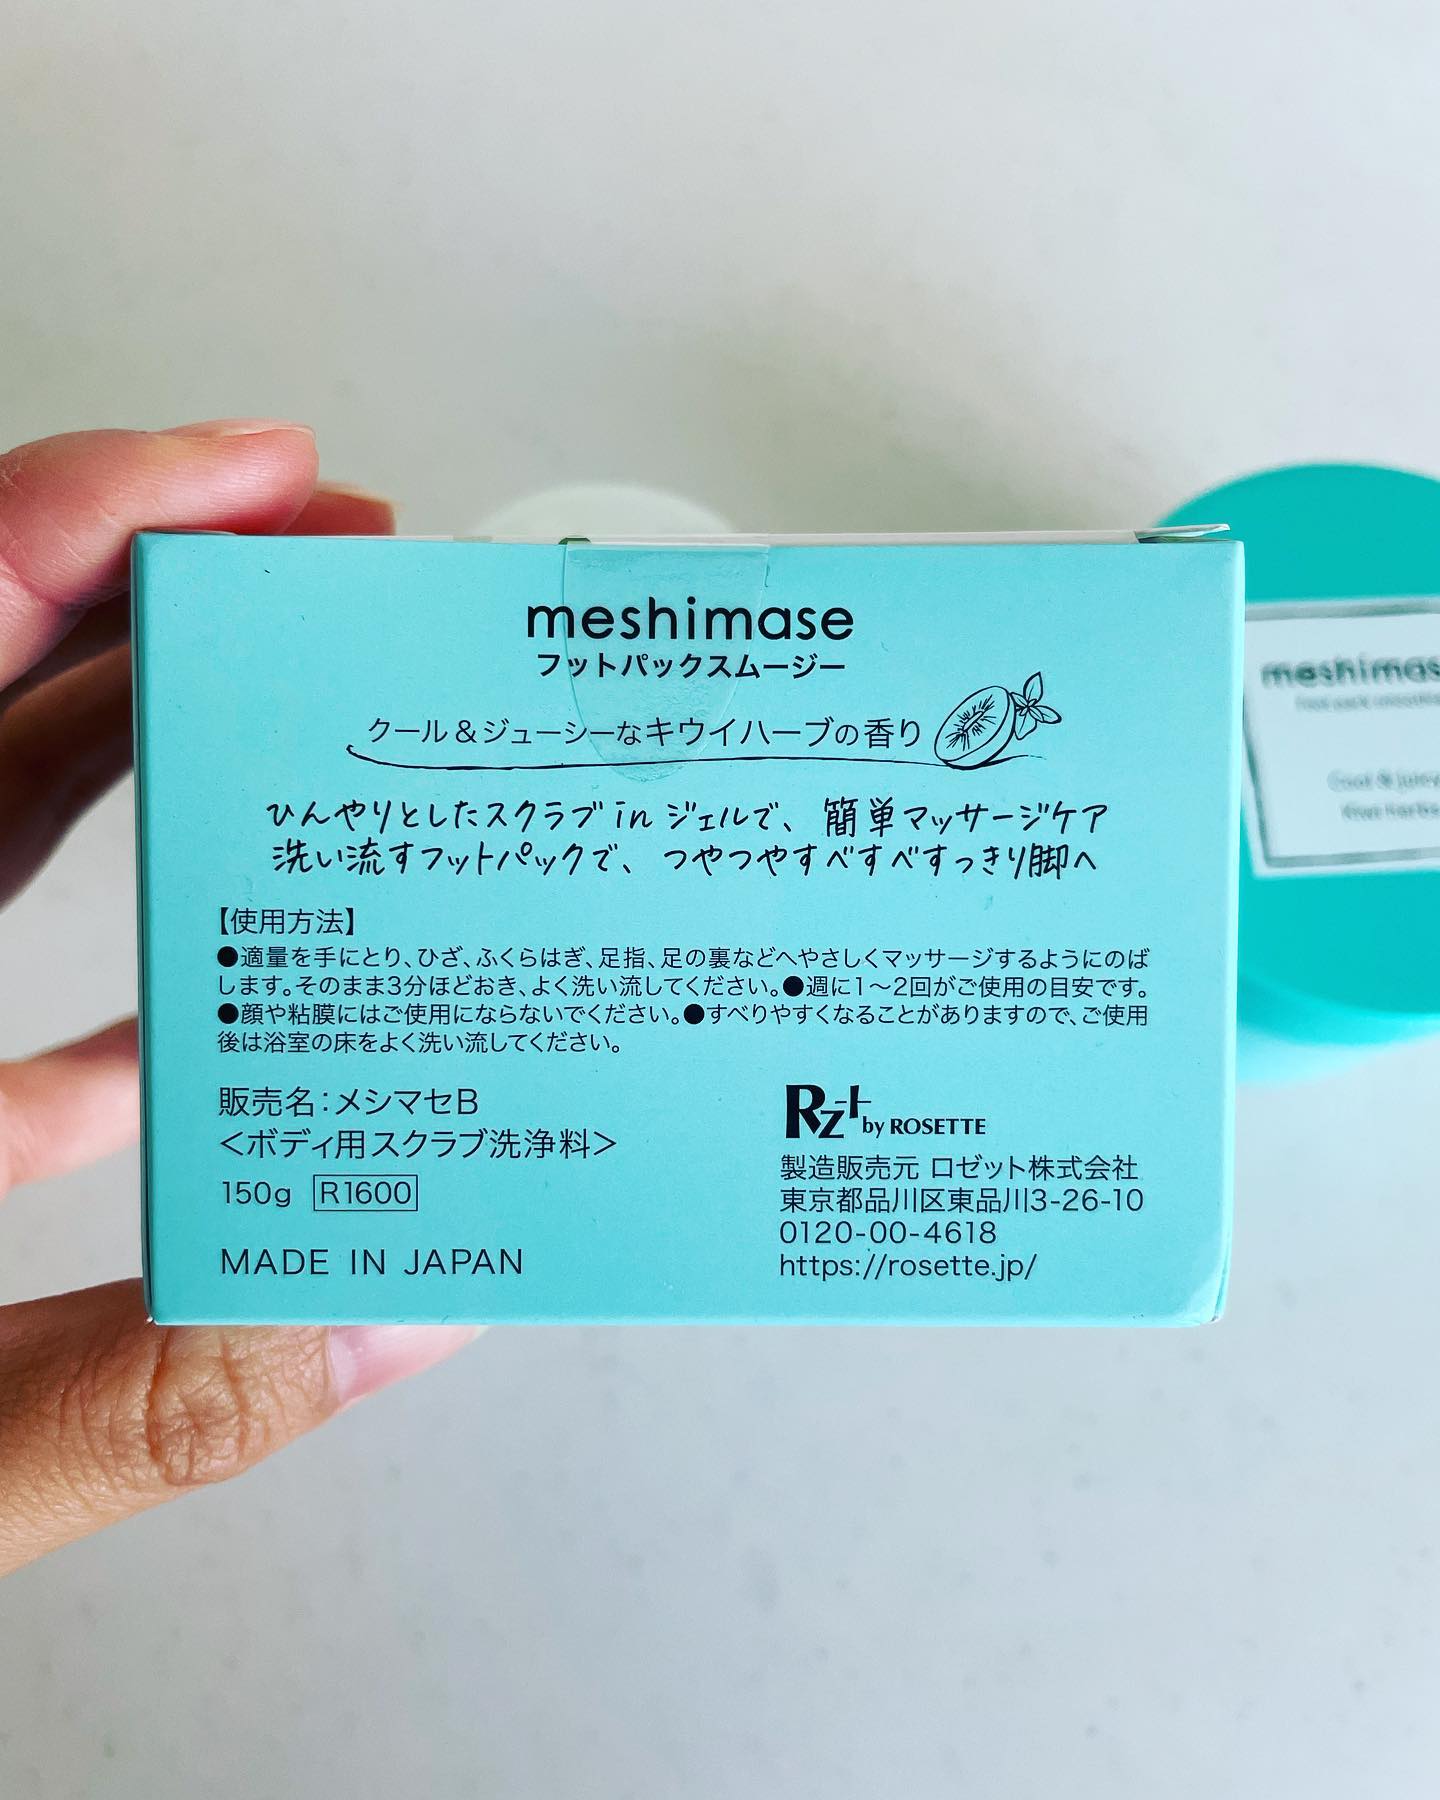 meshimase
フットパックスムージー
クール&ジューシーなキウイハーブの香り
ひんやりとしたスクラブinジェルで、簡単マッサージケア
洗い流すフットパックで、つやつやすべすべすっきり脚へ
【使用方法】
●適量を手にとり、ひざ、ふくらはぎ、足指、足の裏などへやさしくマッサージするようにのば
します。そのまま3分ほどおき、よく洗い流してください。●週に1〜2回がご使用の目安です。
●顔や粘膜にはご使用にならないでください。●すべりやすくなることがありますので、ご使用
後は浴室の床をよく洗い流してください。
販売名:メシマセB
<ボディ用スクラブ洗浄料>
150g R1600
MADE IN JAPAN
Rz+ by ROSETTE
製造販売元 ロゼット株式会社
東京都品川区東品川3-26-10
0120-00-4618
https://rosette.jp/
meshimas
Cool & juicy
Kiwi herbs